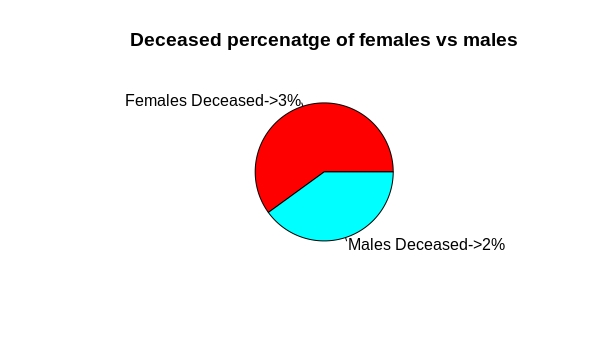 Deceased percenatge of females vs males
Females Deceased->3%
Males Deceased->2%